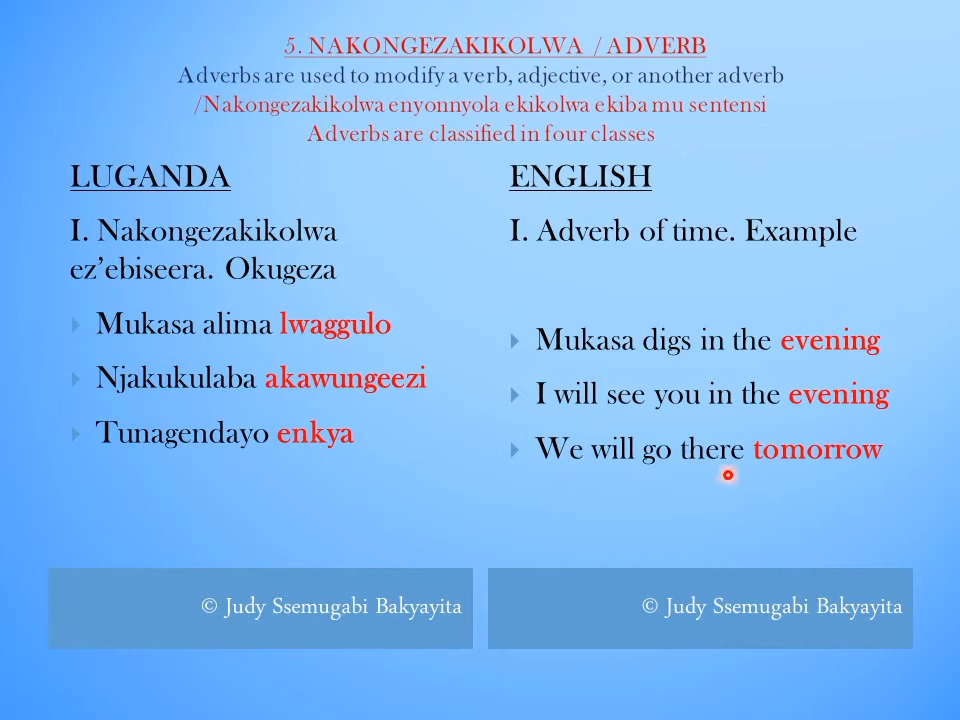 5. NAKONGEZAKIKOLWA / ADVERB
Adverbs are used to modify a verb, adjective, or another adverb
/Nakongezakikolwa enyonnyola ekikolwa ekiba mu sentensi
Adverbs are classified in four classes
LUGANDA
I. Nakongezakikolwa
ez’ebiseera. Okugeza
Mukasa alima lwaggulo
Njakukulaba akawungeezi
Tunagendayo enkya
© Judy Ssemugabi Bakyayita
ENGLISH
I. Adverb of time. Example
Mukasa digs in the evening
I will see you in the evening
We will go there tomorrow
© Judy Ssemugabi Bakyayita